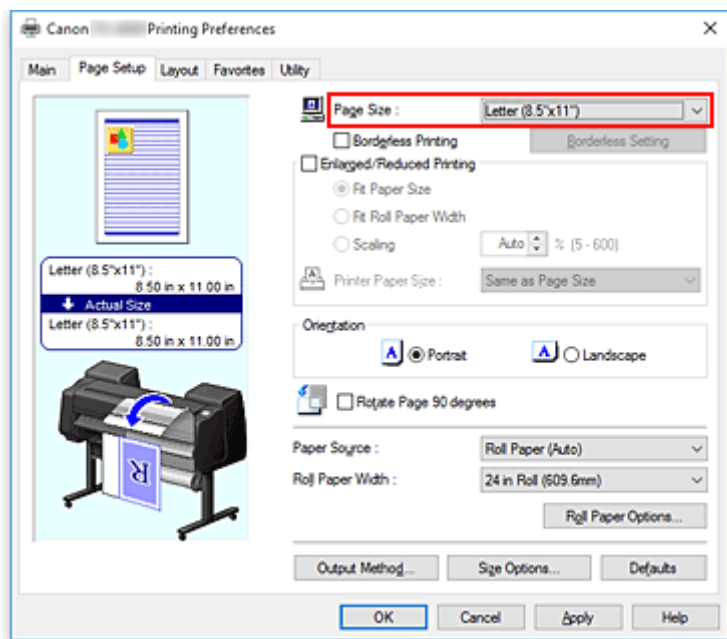 Canon Printing Preferences
Main Page Setup Layout Favorites Utility
Page Size : Letter (8.5"x11")
Borderless Printing Borderless Setting
Enlarged/Reduced Printing
Fit Paper Size
Fit Roll Paper Width
Scaling Auto % (5 - 600)
Printer Paper Size : Same as Page Size
Letter (8.5"x11") :
8.50 in x 11.00 in
Actual Size
Letter (8.5"x11") :
8.50 in x 11.00 in
Orientation
A Portrait A Landscape
Rotate Page 90 degrees
Paper Source : Roll Paper (Auto)
Roll Paper Width : 24 in Roll (609.6mm)
Roll Paper Options...
Output Method... Size Options... Defaults
OK Cancel Apply Help